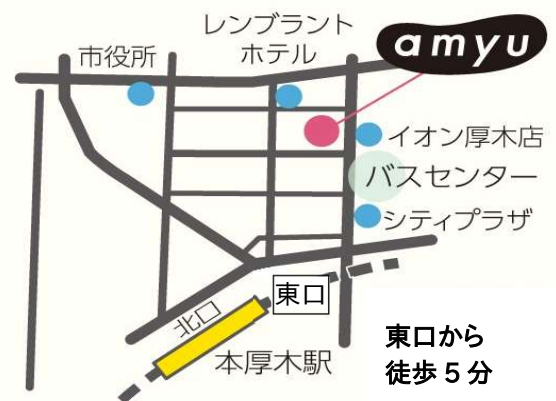 レンブラント
ホテル
amyu
市役所
イオン厚木店
バスセンター
シティプラザ
東口
北口
本厚木駅
東口から
徒歩5分